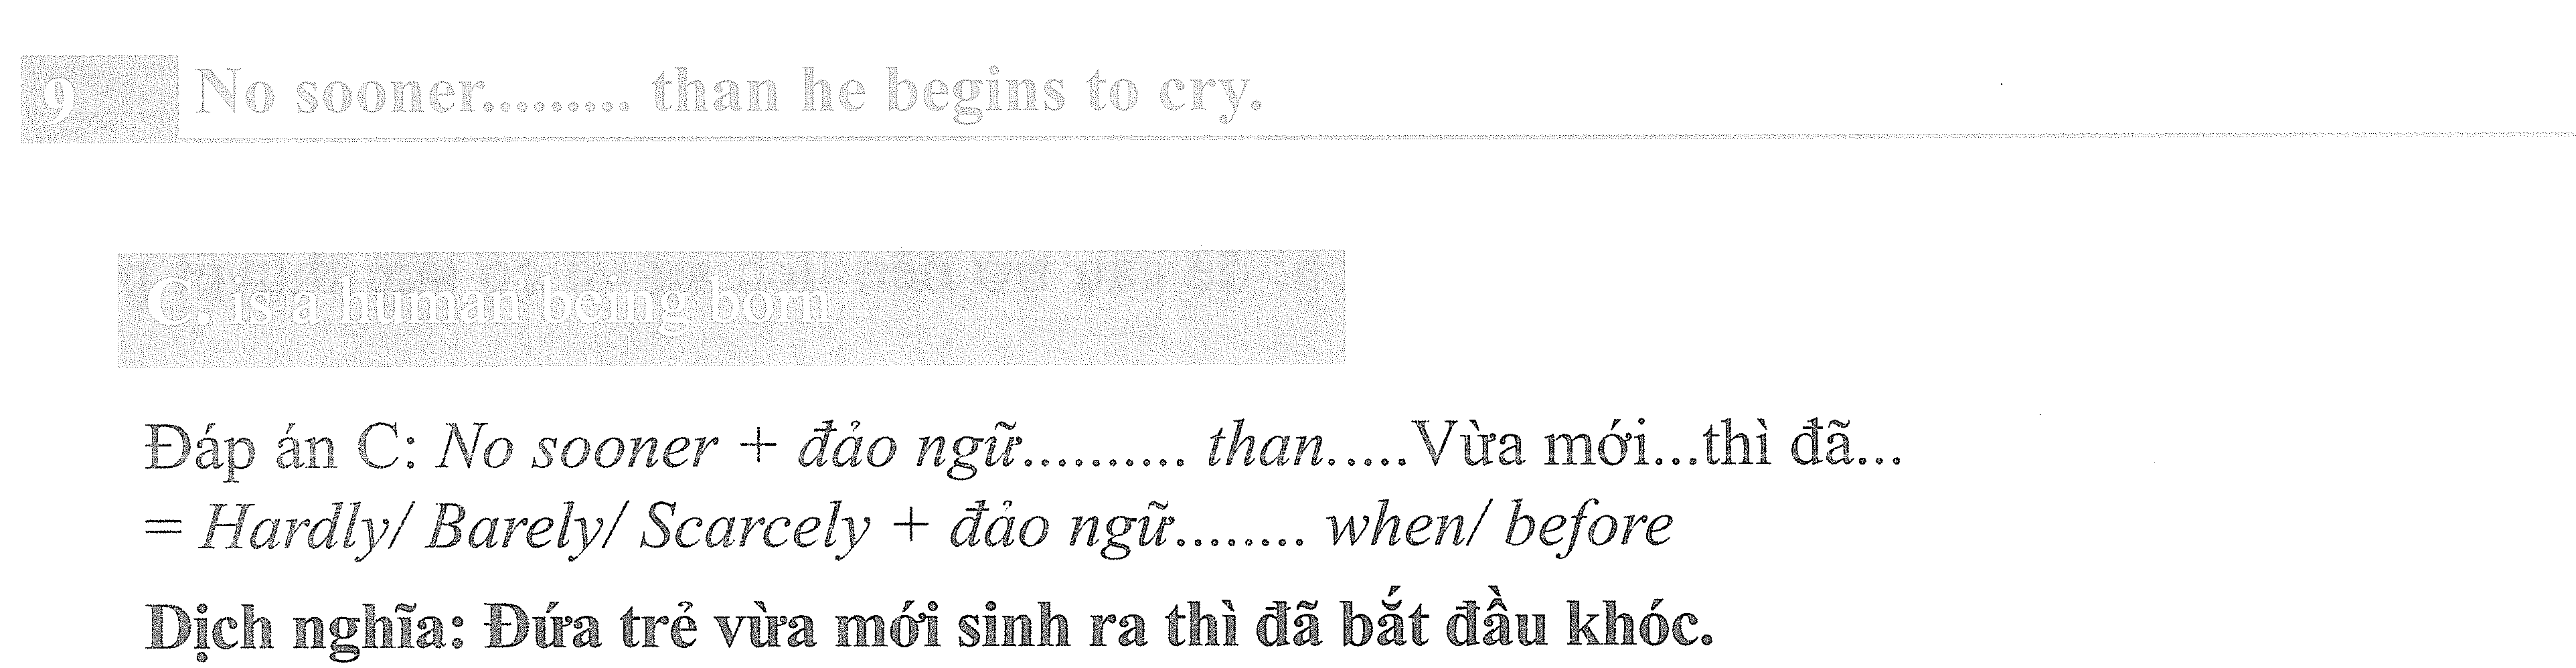 9 No sooner......... than he begins to cry.
C. is a human being born
Đáp án C: No sooner + đảo ngữ.......... than.....Vừa mới...thì đã...
= Hardly/ Barely/ Scarcely + đảo ngữ........ when/ before
Dịch nghĩa: Đứa trẻ vừa mới sinh ra thì đã bắt đầu khóc.